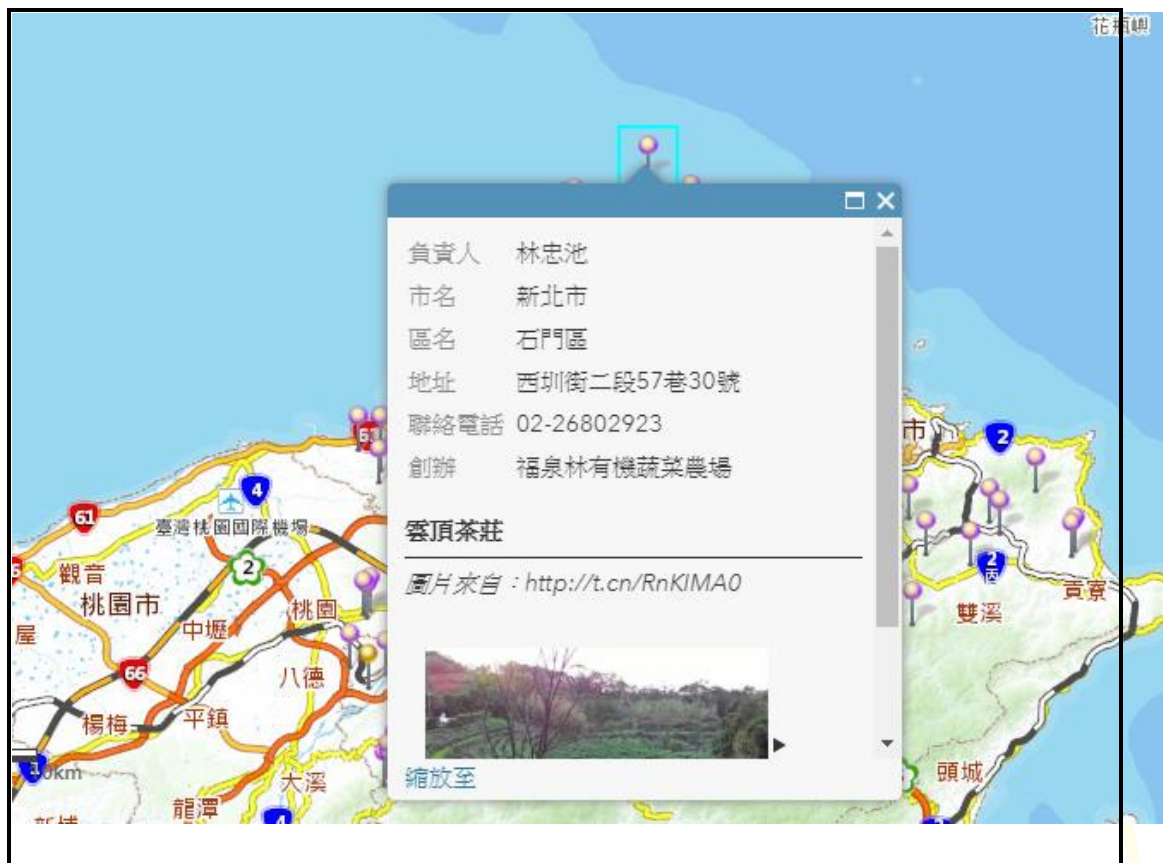 花瓶嶼
負責人 林忠池
市名 新北市
區名 石門區
地址 西圳街二段57巷30號
聯絡電話 02-26802923
創辦 福泉林有機蔬菜農場
雲頂茶莊
圖片來自：http://t.cn/RnKIMA0
縮放至
61
市
2
4
61
臺灣桃園國際機場
2
觀音
桃園市
桃園
屋
中壢
2丙
貢寮
雙溪
66
八德
楊梅
平鎮
大溪
頭城
龍潭
4